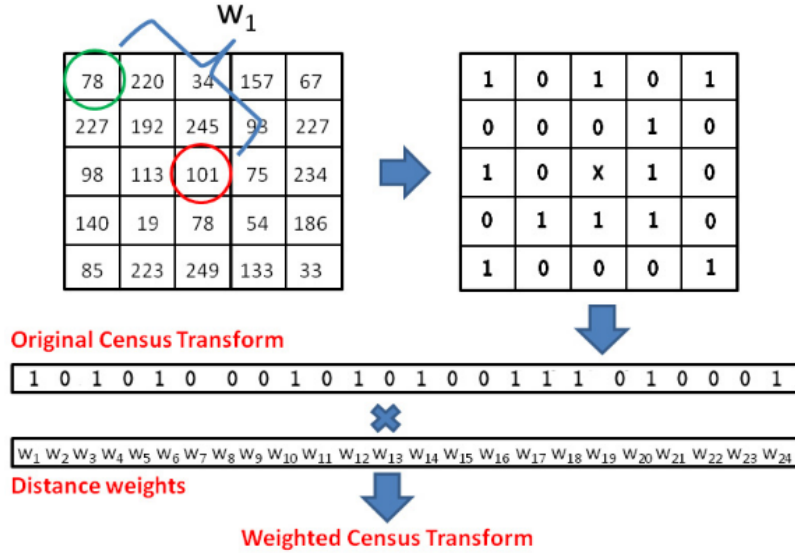 W1
78 220 34 157 67
227 192 245 93 227
98 113 101 75 234
140 19 78 54 186
85 223 249 133 33
1 0 1 0 1
0 0 0 1 0
1 0 X 1 0
0 1 1 1 0
1 0 0 0 1
Original Census Transform
1 0 1 0 1 0 0 0 1 0 1 0 1 0 0 1 1 1 0 1 0 0 0 1
W1 W2 W3 W4 W5 W6 W7 W8 W9 W10 W11 W12 W13 W14 W15 W16 W17 W18 W19 W20 W21 W22 W23 W24
Distance weights
Weighted Census Transform